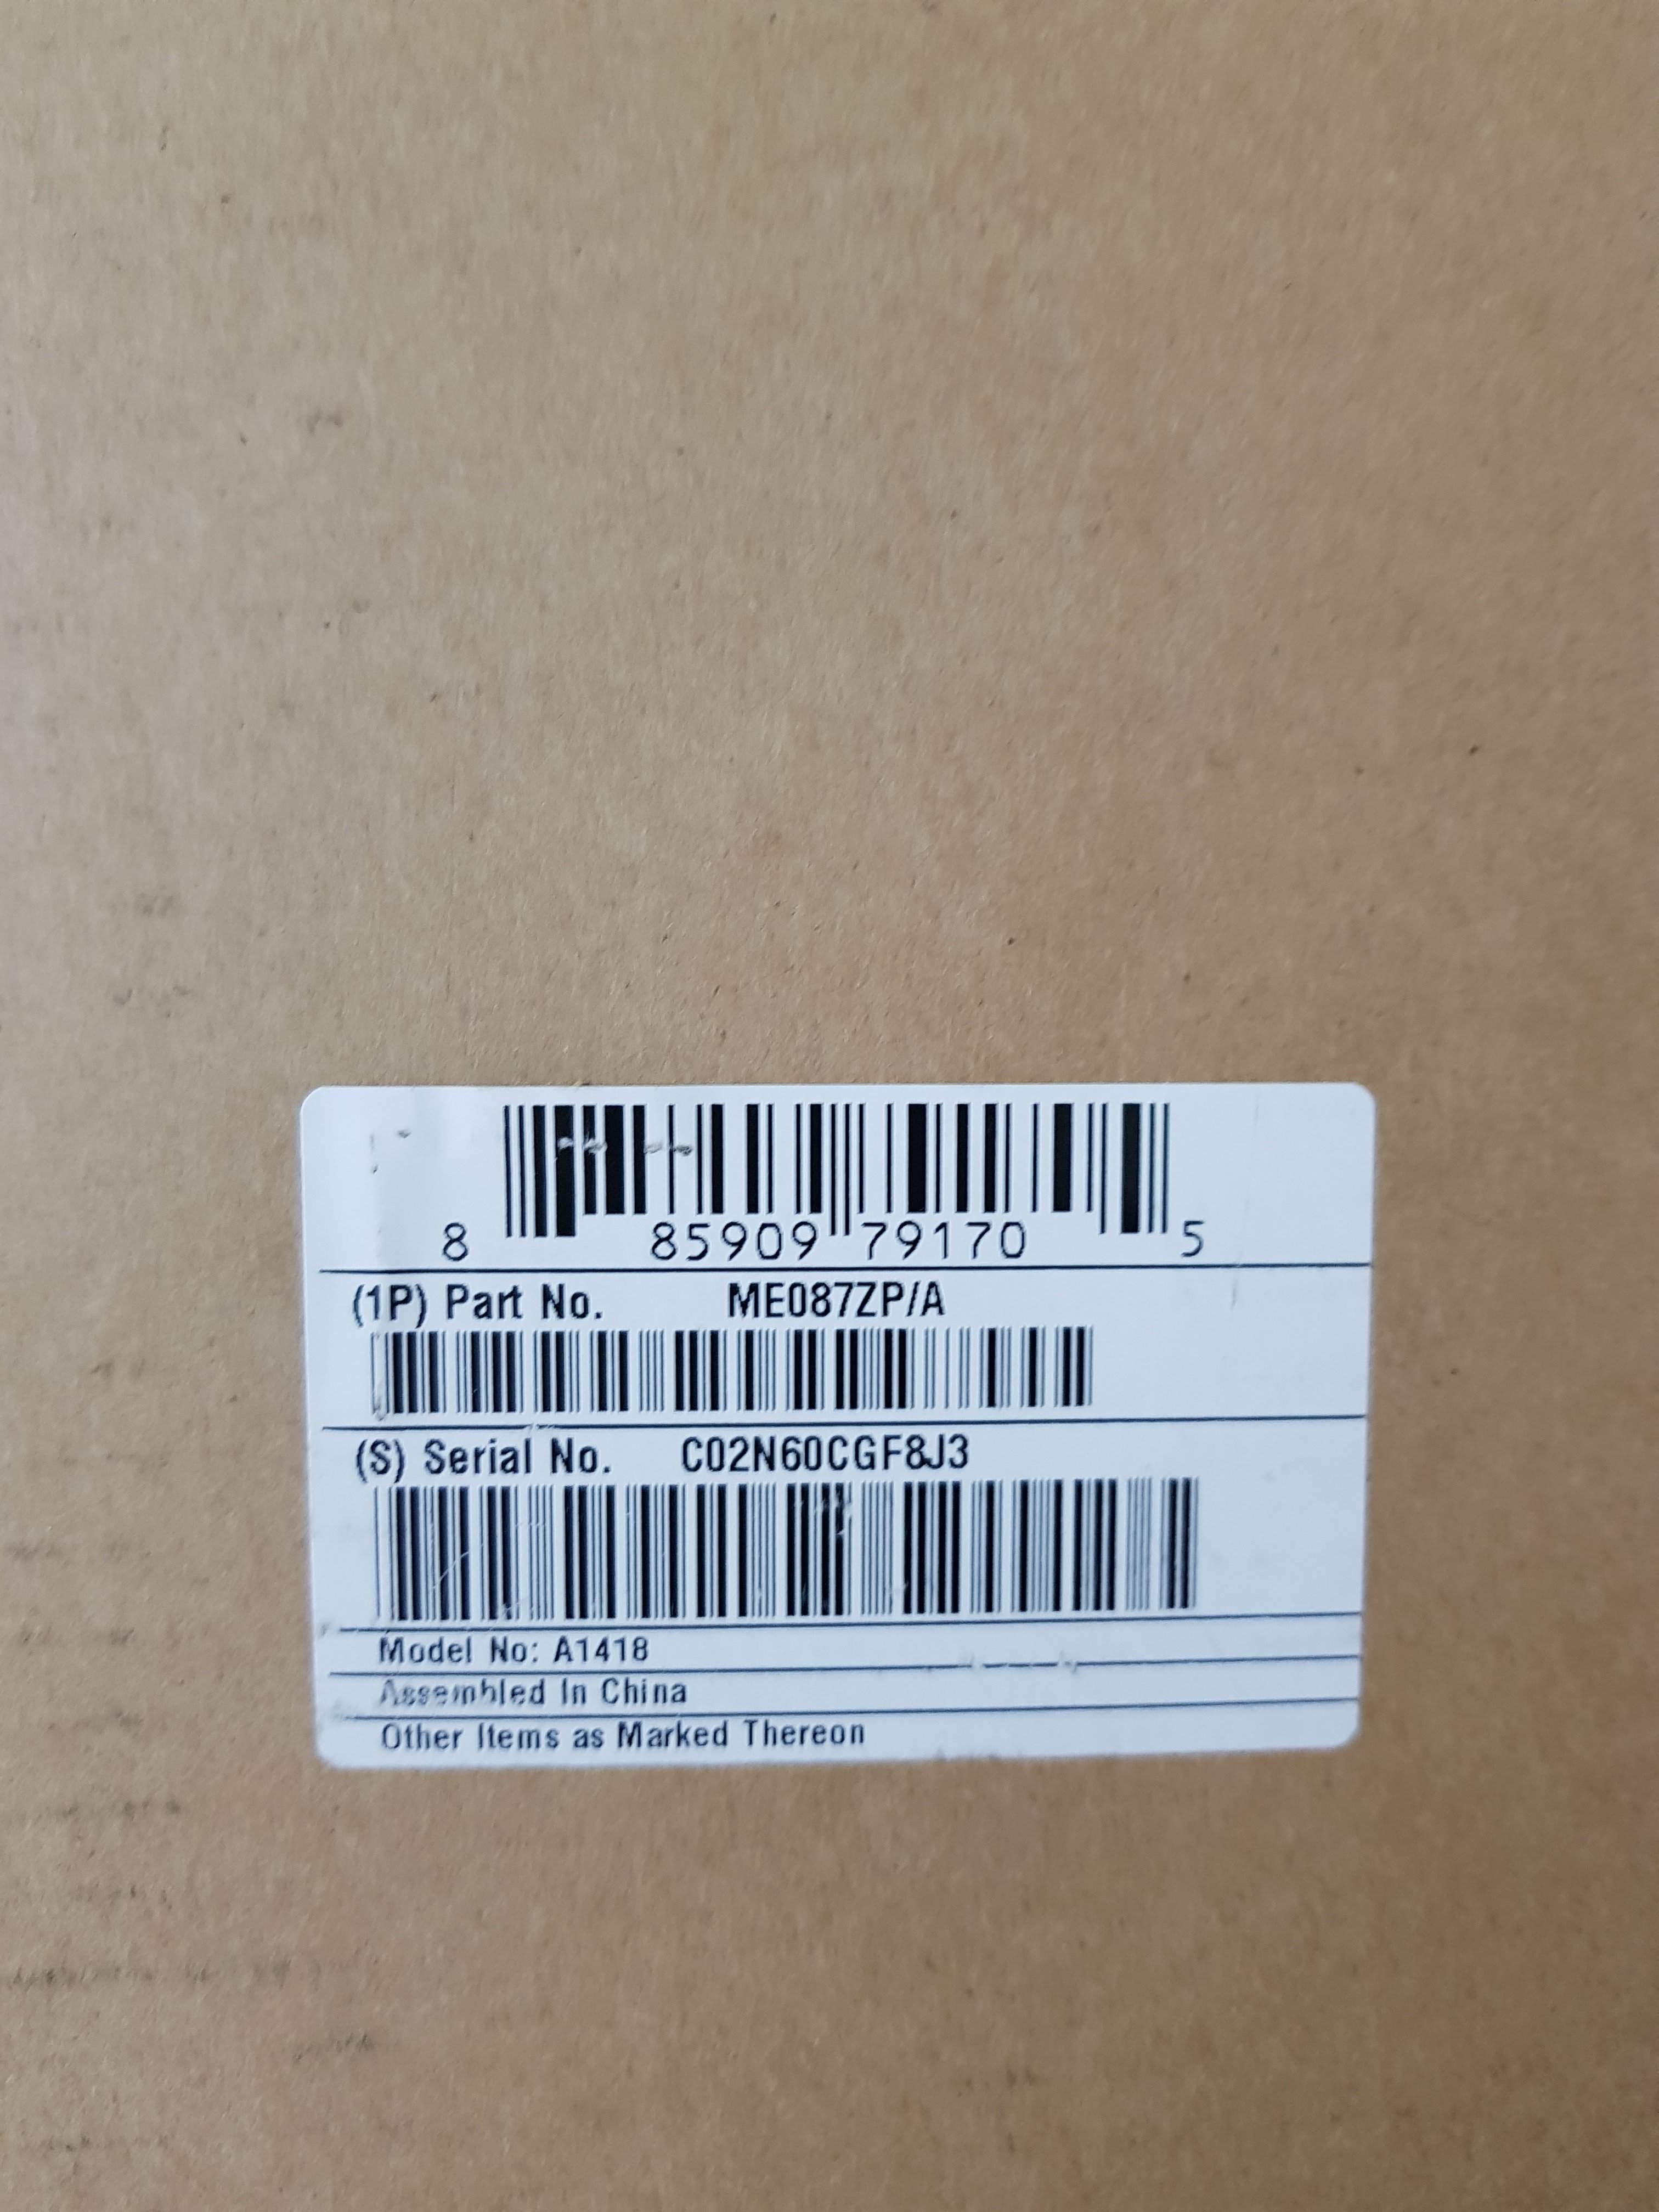 8 85909 79170 5
(1P) Part No. ME087ZP/A
(S) Serial No. C02N60CGF8J3
Model No: A1418
Assembled In China
Other Items as Marked Thereon